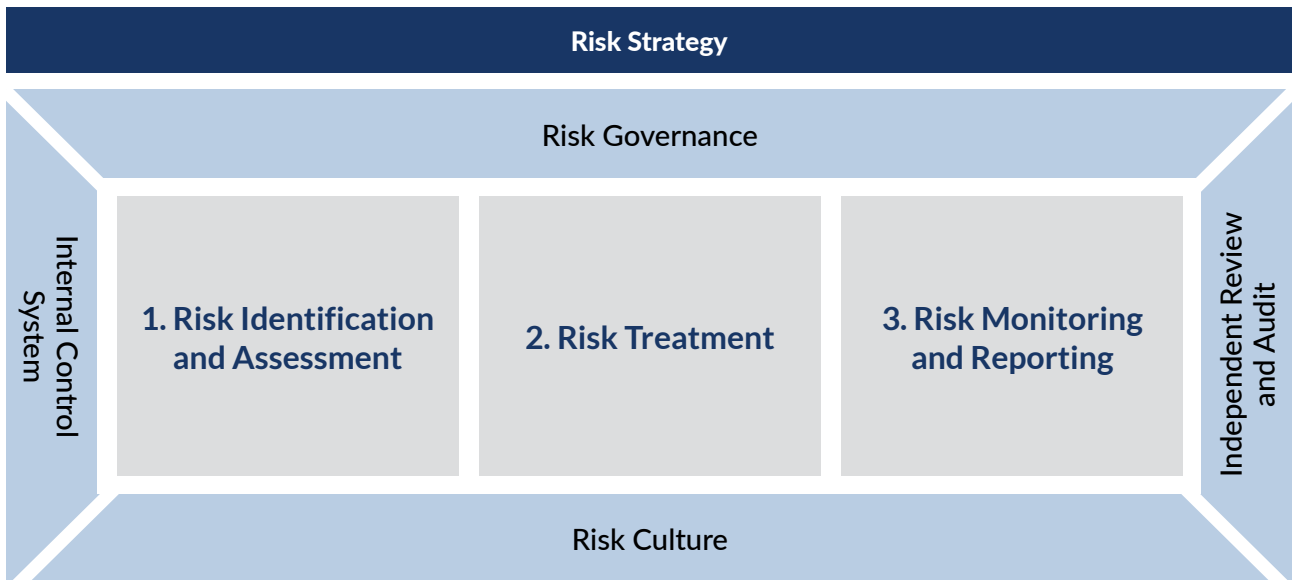 Risk Strategy
Risk Governance
Internal Control
System
1. Risk Identification
and Assessment
2. Risk Treatment
3. Risk Monitoring
and Reporting
Independent Review
and Audit
Risk Culture